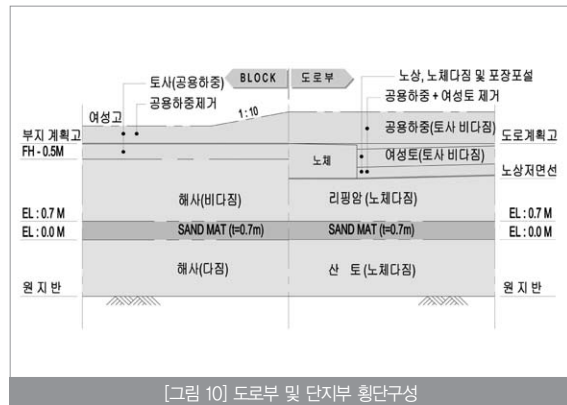 BLOCK 도로부
토사(공용하중)
공용하중제거
노상, 노체다짐 및 포장포설
공용하중 + 여성토 제거
여성고
1:10
부지 계획고
공용하중(토사 비다짐)
도로계획고
FH - 0.5M
노체
여성토(토사 비다짐)
노상저면선
해사(비다짐)
리핑암 (노체다짐)
EL : 0.7 M
EL : 0.7 M
SAND MAT (t=0.7m)
SAND MAT (t=0.7m)
EL : 0.0 M
EL : 0.0 M
해사(다짐)
산 토 (노체다짐)
원 지 반
원 지 반
[그림 10] 도로부 및 단지부 횡단구성